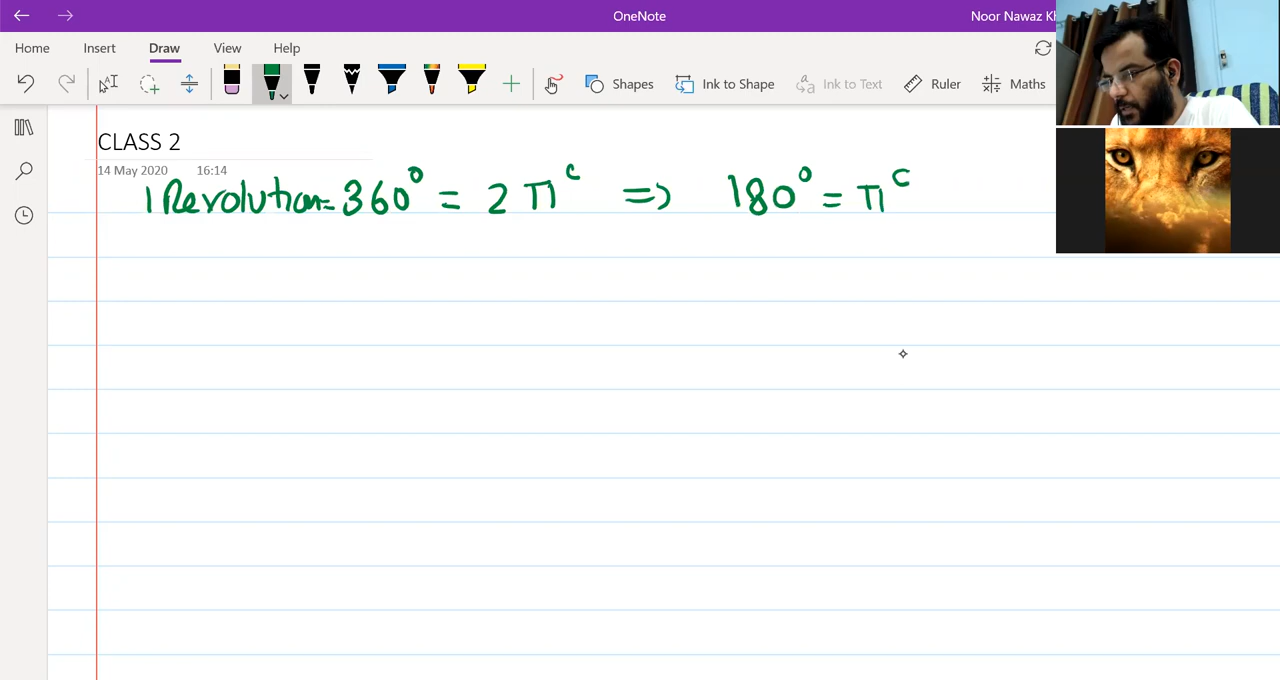 OneNote
Noor Nawaz Kh
Home Insert Draw View Help
Shapes Ink to Shape Ink to Text Ruler Maths
CLASS 2
14 May 2020 16:14
1 Revolution = 360° = 2π^c ⇒ 180° = π^c